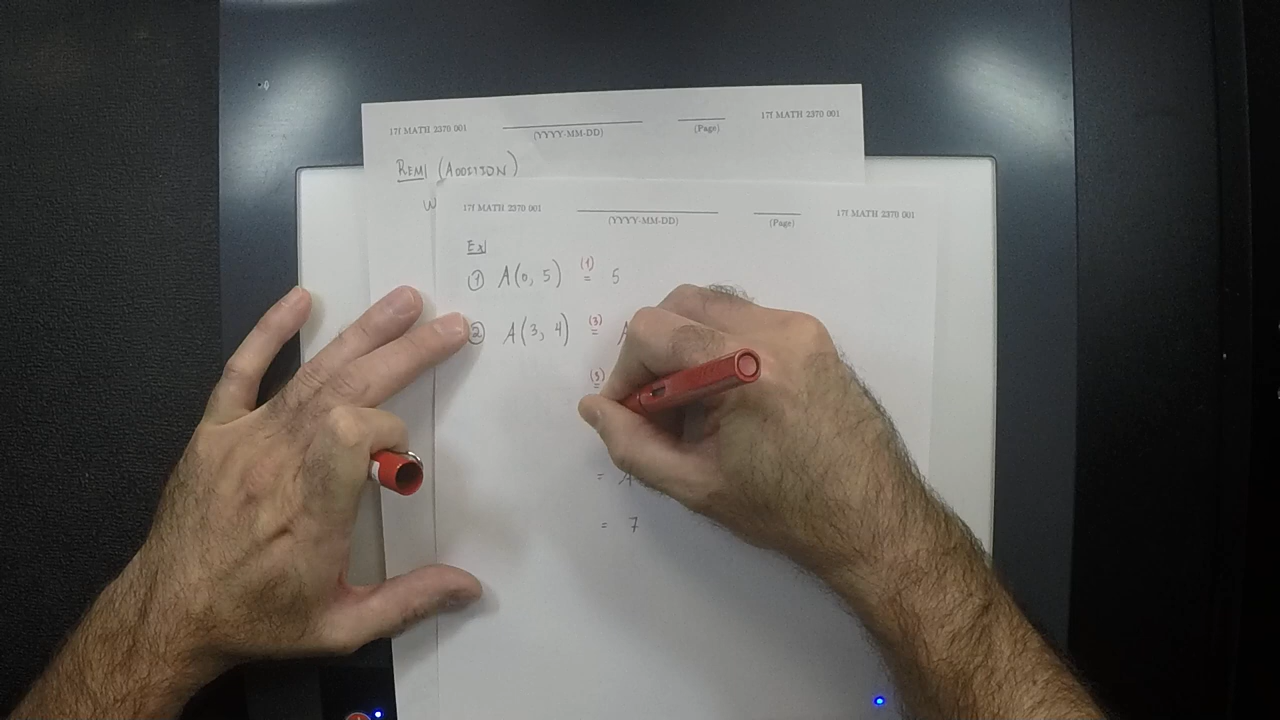 17f MATH 2370 001 (YYYY-MM-DD) (Page) 17f MATH 2370 001
REM (ADDITION)
W
17f MATH 2370 001 (YYYY-MM-DD) (Page) 17f MATH 2370 001
Ex
① A(0, 5) (1) = 5
② A(3, 4) (3) = A
(3) =
= A
= 7